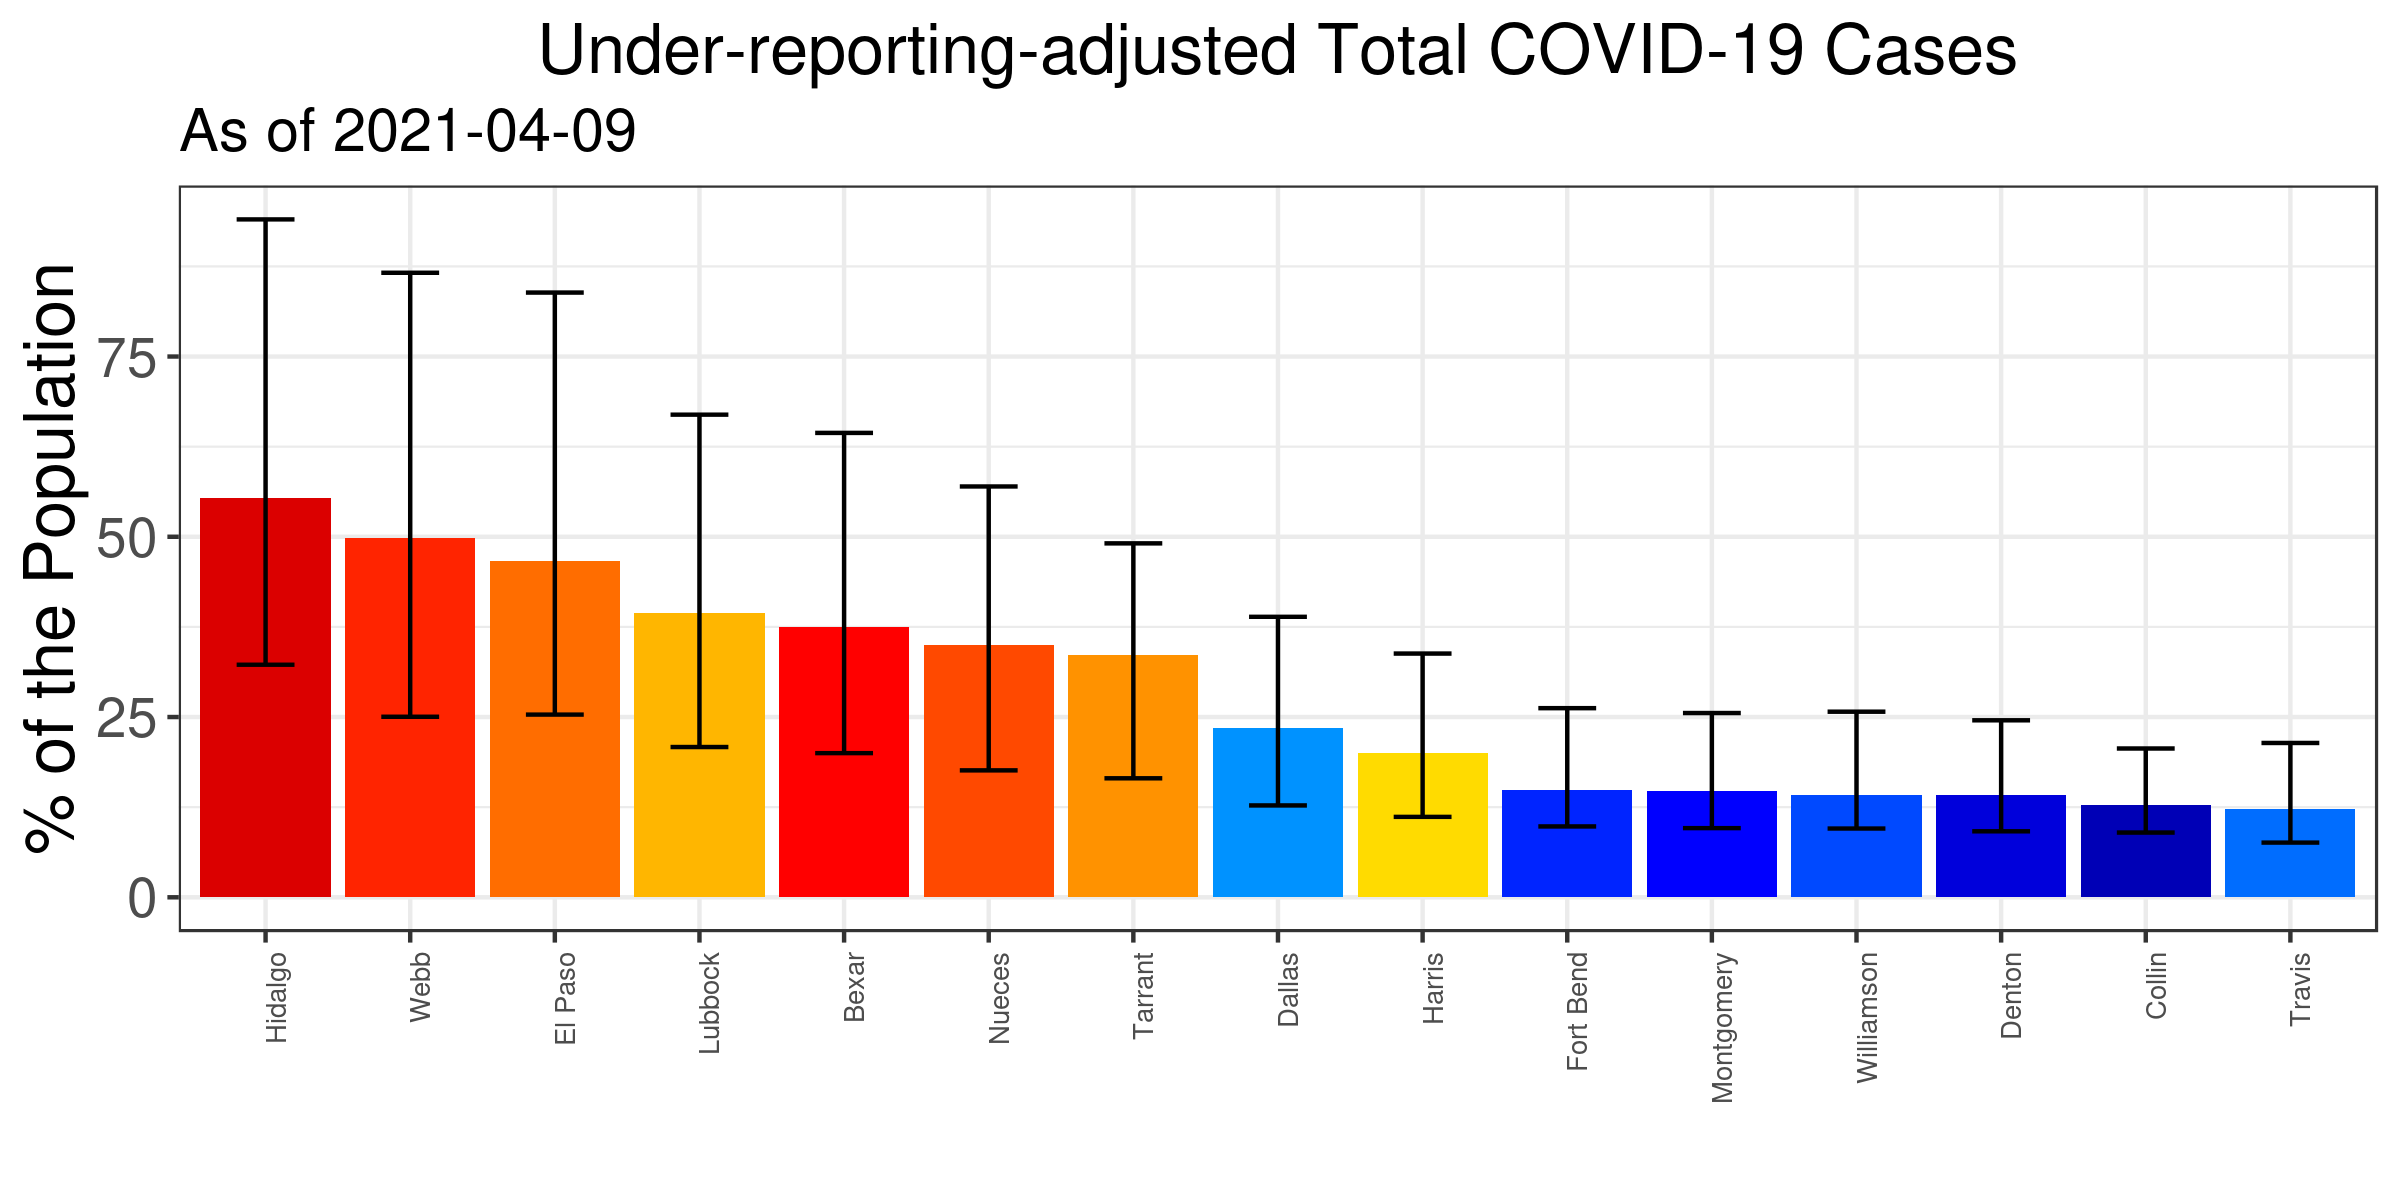 Under-reporting-adjusted Total COVID-19 Cases
As of 2021-04-09
% of the Population
75
50
25
0
Hidalgo
Webb
El Paso
Lubbock
Bexar
Nueces
Tarrant
Dallas
Harris
Fort Bend
Montgomery
Williamson
Denton
Collin
Travis